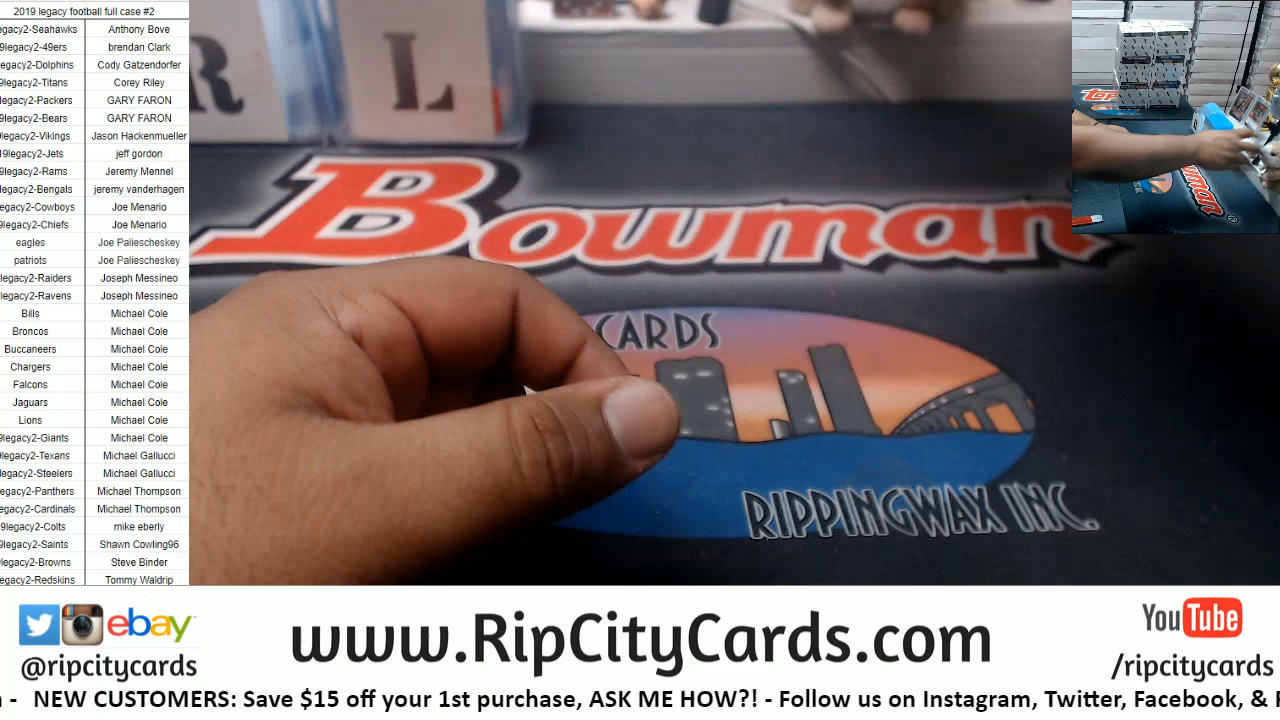 2019 legacy football full case #2
egacy2-Seahawks Anthony Bove
9legacy2-49ers brendan Clark
legacy2-Dolphins Cody Gatzendorfer
9legacy2-Titans Corey Riley
legacy2-Packers GARY FARON
9legacy2-Bears GARY FARON
legacy2-Vikings Jason Hackenmueller
19legacy2-Jets jeff gordon
9legacy2-Rams Jeremy Mennel
legacy2-Bengals jeremy vanderhagen
egacy2-Cowboys Joe Menario
9legacy2-Chiefs Joe Menario
eagles Joe Paliescheskey
patriots Joe Paliescheskey
legacy2-Raiders Joseph Messineo
legacy2-Ravens Joseph Messineo
Bills Michael Cole
Broncos Michael Cole
Buccaneers Michael Cole
Chargers Michael Cole
Falcons Michael Cole
Jaguars Michael Cole
Lions Michael Cole
9legacy2-Giants Michael Cole
9legacy2-Texans Michael Gallucci
legacy2-Steelers Michael Gallucci
egacy2-Panthers Michael Thompson
egacy2-Cardinals Michael Thompson
9legacy2-Colts mike eberly
9legacy2-Saints Shawn Cowling96
legacy2-Browns Steve Binder
egacy2-Redskins Tommy Waldrip
R L
Bowman
CARDS
RIPPINGWAX INC.
ebay
@ripcitycards
www.RipCityCards.com
YouTube
/ripcitycards
- NEW CUSTOMERS: Save $15 off your 1st purchase, ASK ME HOW?! - Follow us on Instagram, Twitter, Facebook, &